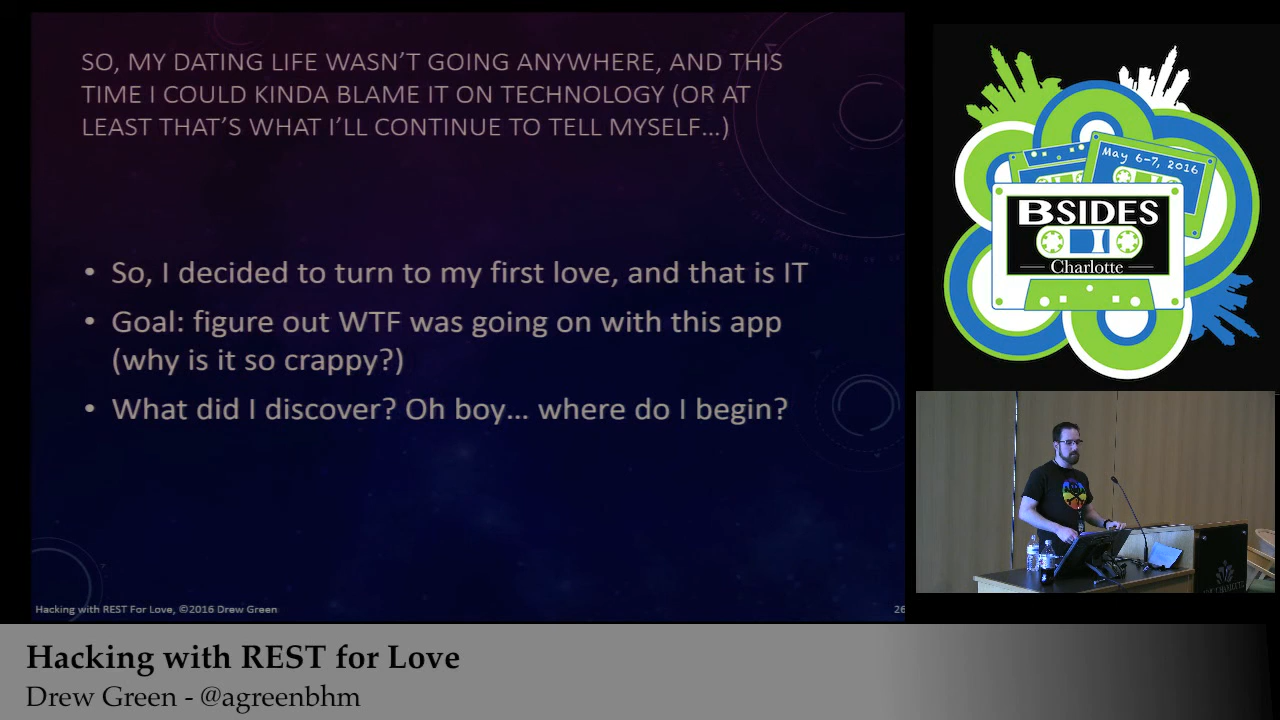 SO, MY DATING LIFE WASN'T GOING ANYWHERE, AND THIS
TIME I COULD KINDA BLAME IT ON TECHNOLOGY (OR AT
LEAST THAT'S WHAT I'LL CONTINUE TO TELL MYSELF...)
• So, I decided to turn to my first love, and that is IT
• Goal: figure out WTF was going on with this app
(why is it so crappy?)
• What did I discover? Oh boy... where do I begin?
Hacking with REST For Love, ©2016 Drew Green
26
May 6-7, 2016
BSIDES
Charlotte
Hacking with REST for Love
Drew Green - @agreenbhm